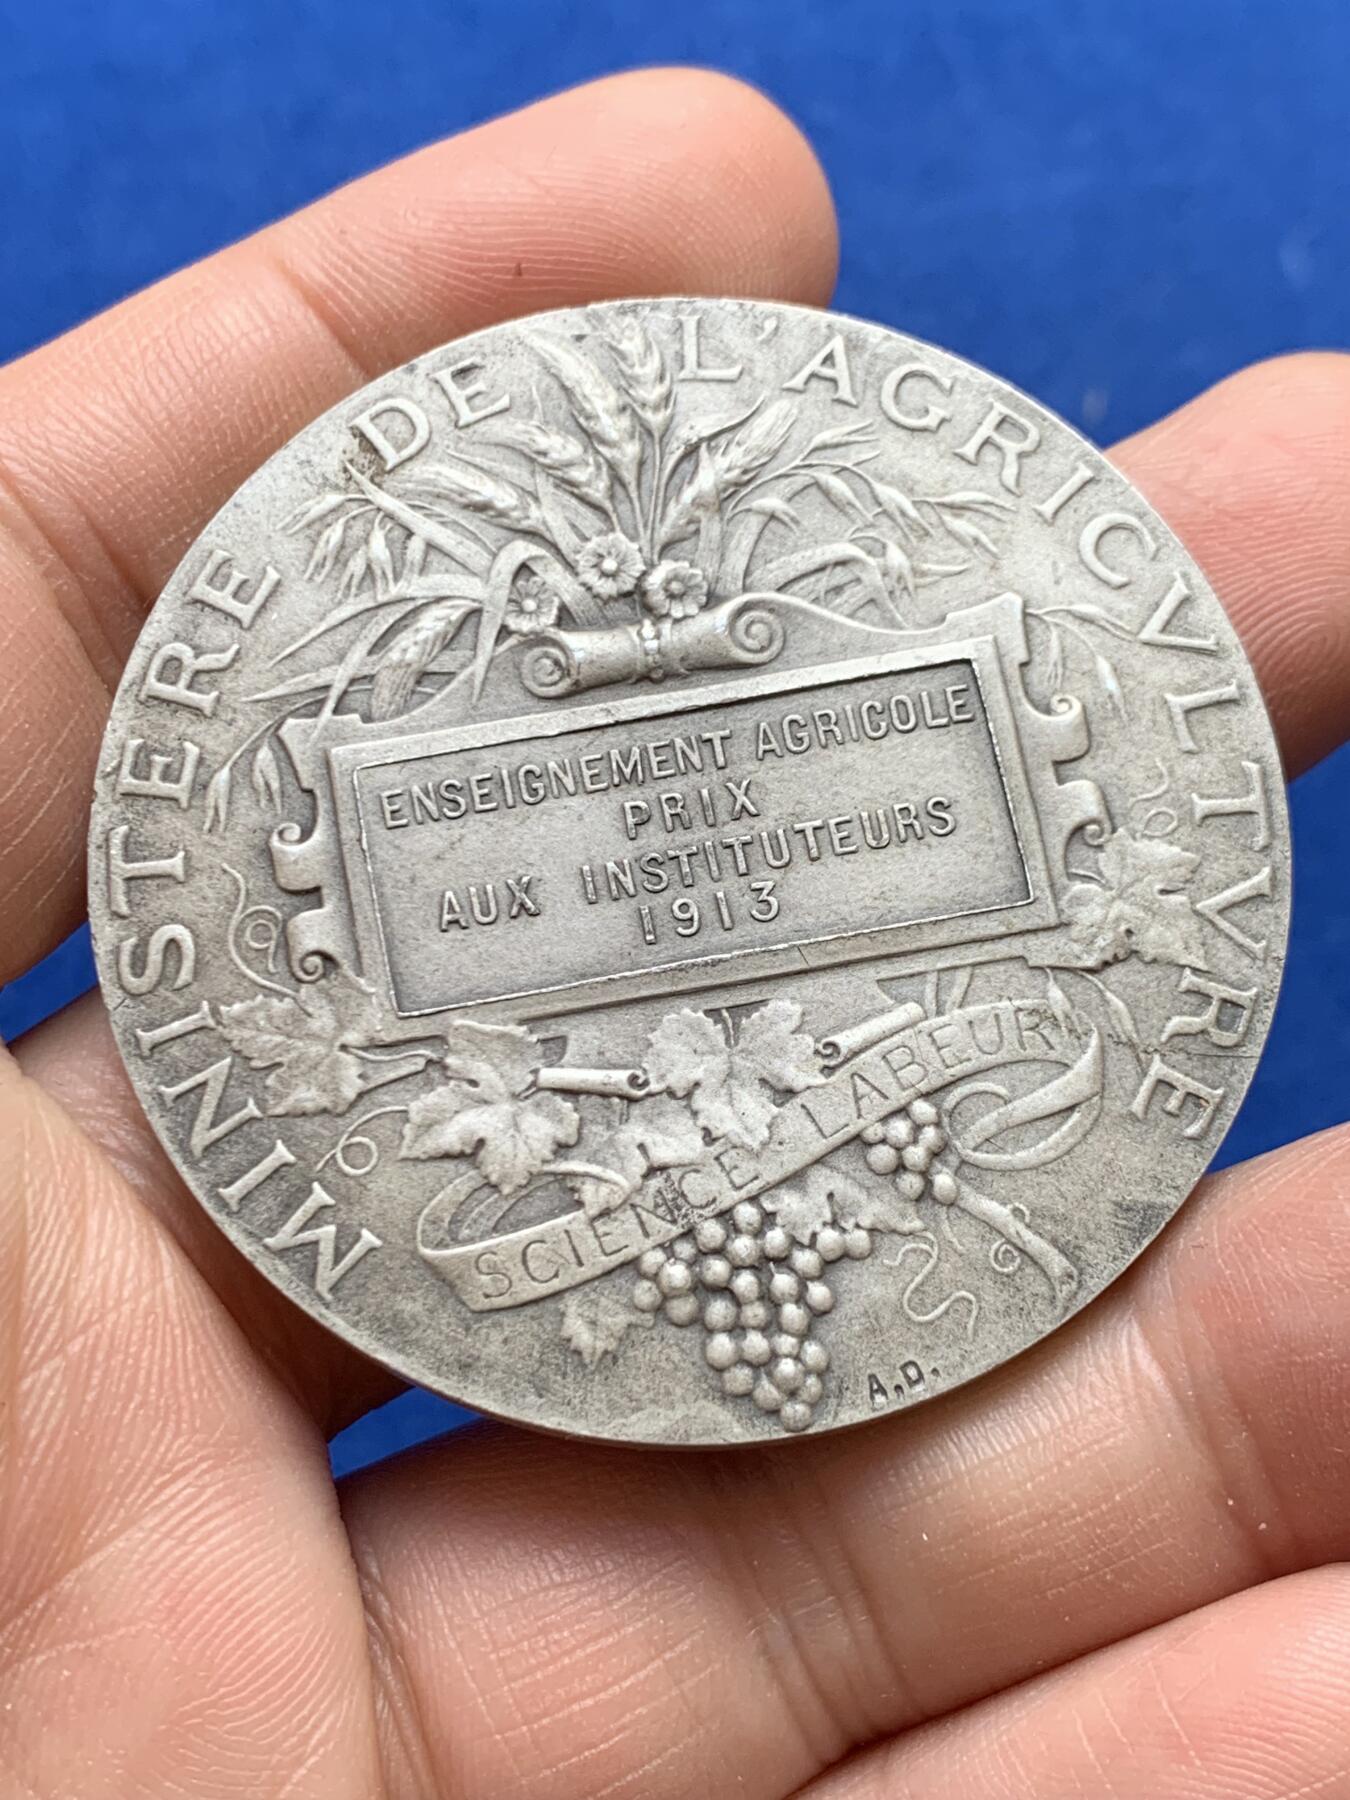 MINISTERE DE L'AGRICVLTVRE
ENSEIGNEMENT AGRICOLE
PRIX
AUX INSTITUTEURS
1913
SCIENCE LABEUR
A.D.